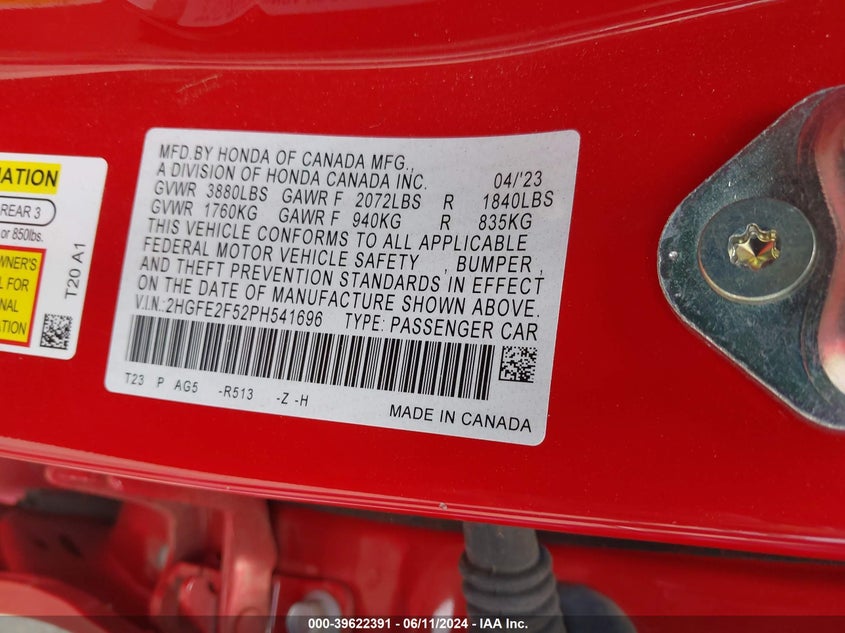 MFD.BY HONDA OF CANADA MFG.,
A DIVISION OF HONDA CANADA INC. 04/'23
GVWR 3880LBS GAWR F 2072LBS R 1840LBS
GVWR 1760KG GAWR F 940KG R 835KG
THIS VEHICLE CONFORMS TO ALL APPLICABLE
FEDERAL MOTOR VEHICLE SAFETY , BUMPER ,
AND THEFT PREVENTION STANDARDS IN EFFECT
ON THE DATE OF MANUFACTURE SHOWN ABOVE.
V.I.N.:2HGFE2F52PH541696 TYPE: PASSENGER CAR
T23 P AG5 -R513 -Z -H
MADE IN CANADA
REAR 3
or 850lbs.
T20 A1
000-39622391 - 06/11/2024 - IAA Inc.